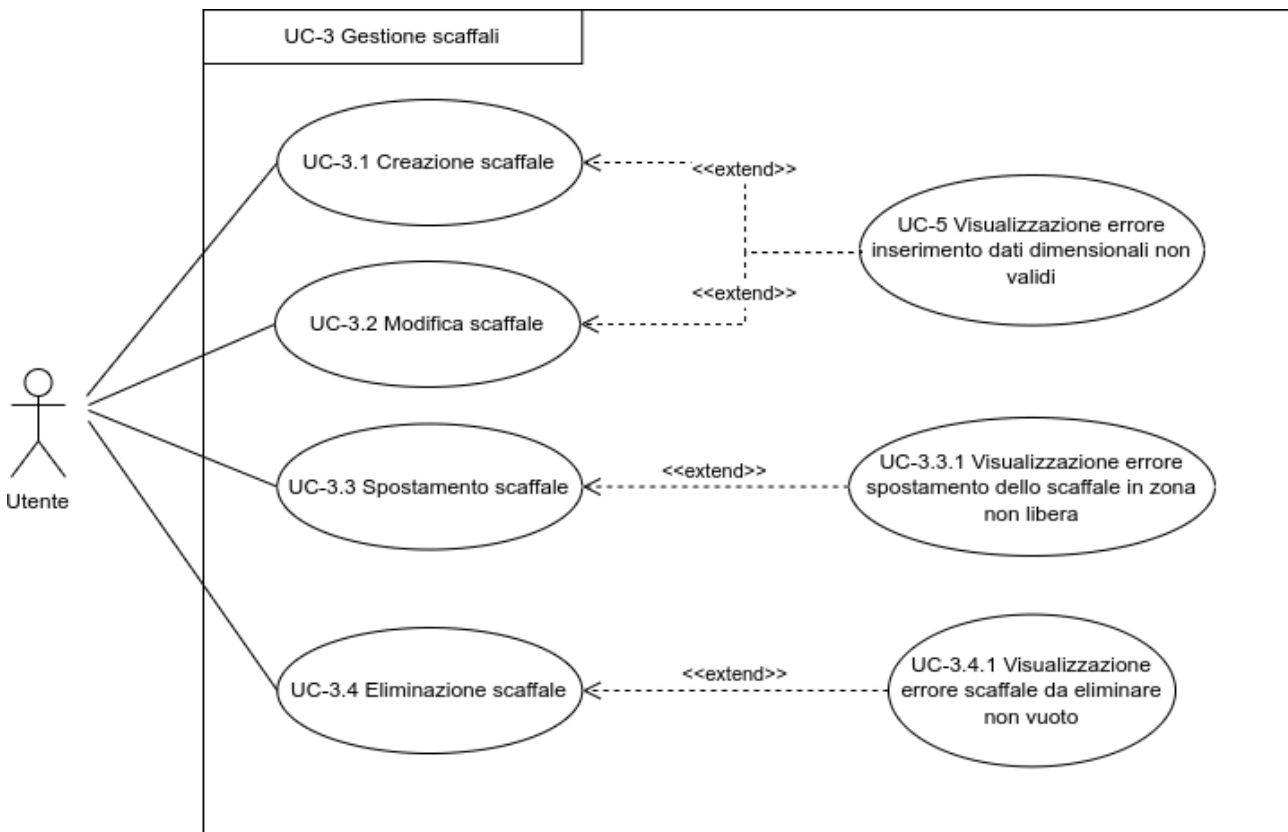 UC-3 Gestione scaffali
UC-3.1 Creazione scaffale
<<extend>>
UC-5 Visualizzazione errore
inserimento dati dimensionali non
validi
<<extend>>
UC-3.2 Modifica scaffale
Utente
UC-3.3 Spostamento scaffale
<<extend>>
UC-3.3.1 Visualizzazione errore
spostamento dello scaffale in zona
non libera
UC-3.4 Eliminazione scaffale
<<extend>>
UC-3.4.1 Visualizzazione
errore scaffale da eliminare
non vuoto